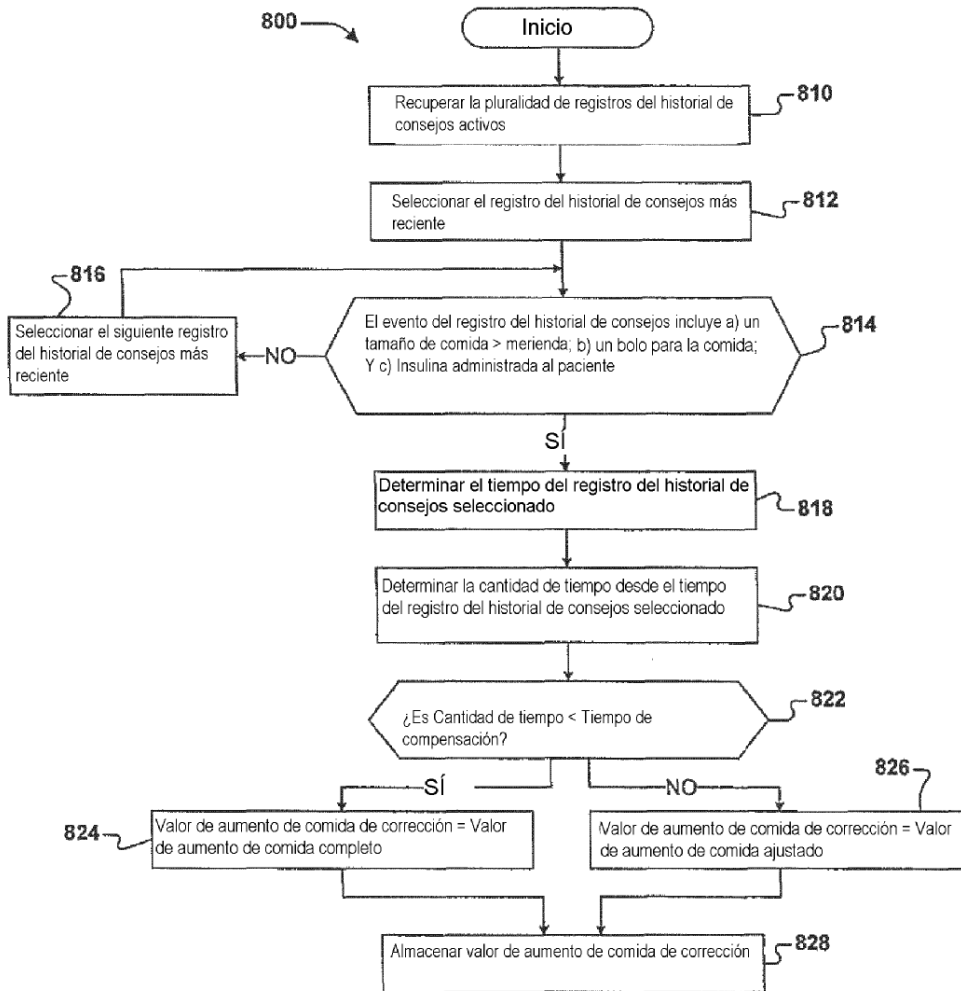 800
Inicio
Recuperar la pluralidad de registros del historial de
consejos activos
810
Seleccionar el registro del historial de consejos más
reciente
812
816
Seleccionar el siguiente registro
del historial de consejos más
reciente
NO
El evento del registro del historial de consejos incluye a) un
tamaño de comida > merienda; b) un bolo para la comida;
Y c) Insulina administrada al paciente
814
SÍ
Determinar el tiempo del registro del historial de
consejos seleccionado
818
Determinar la cantidad de tiempo desde el tiempo
del registro del historial de consejos seleccionado
820
¿Es Cantidad de tiempo < Tiempo de
compensación?
822
SÍ
NO
826
824
Valor de aumento de comida de corrección = Valor
de aumento de comida completo
Valor de aumento de comida de corrección = Valor
de aumento de comida ajustado
Almacenar valor de aumento de comida de corrección
828